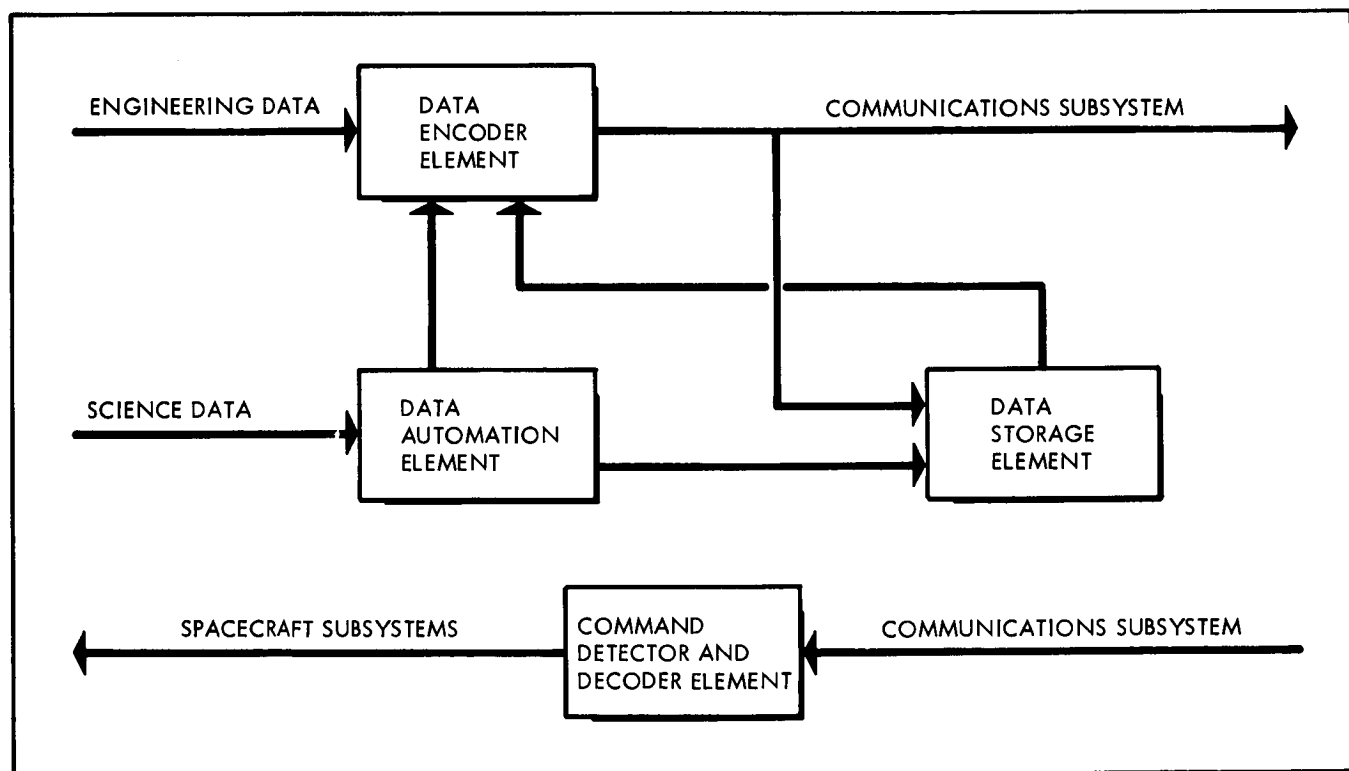 ENGINEERING DATA
DATA
ENCODER
ELEMENT
COMMUNICATIONS SUBSYSTEM
SCIENCE DATA
DATA
AUTOMATION
ELEMENT
DATA
STORAGE
ELEMENT
SPACECRAFT SUBSYSTEMS
COMMAND
DETECTOR AND
DECODER ELEMENT
COMMUNICATIONS SUBSYSTEM